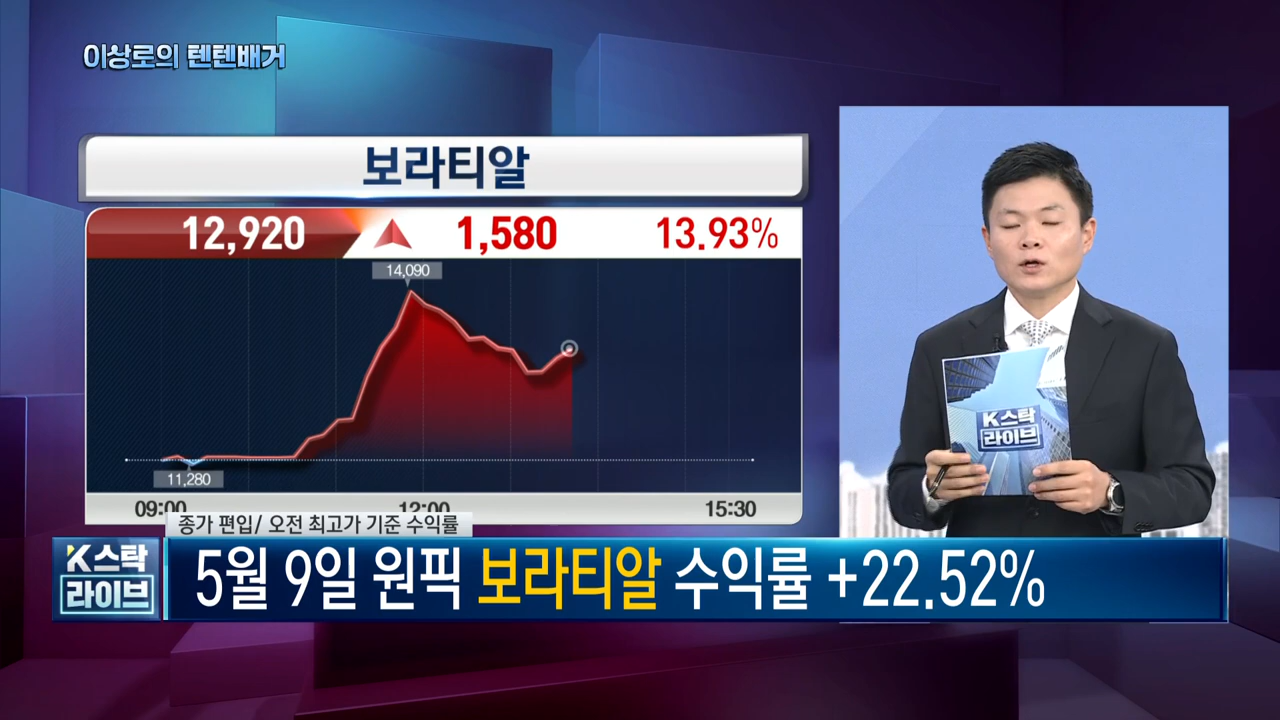 이상로의 텐텐배거
보라티알
12,920 ▲ 1,580 13.93%
14,090
11,280
09:00 12:00 15:30
종가 편입/ 오전 최고가 기준 수익률
K스탁
라이브
5월 9일 원픽 보라티알 수익률 +22.52%
K스탁
라이브